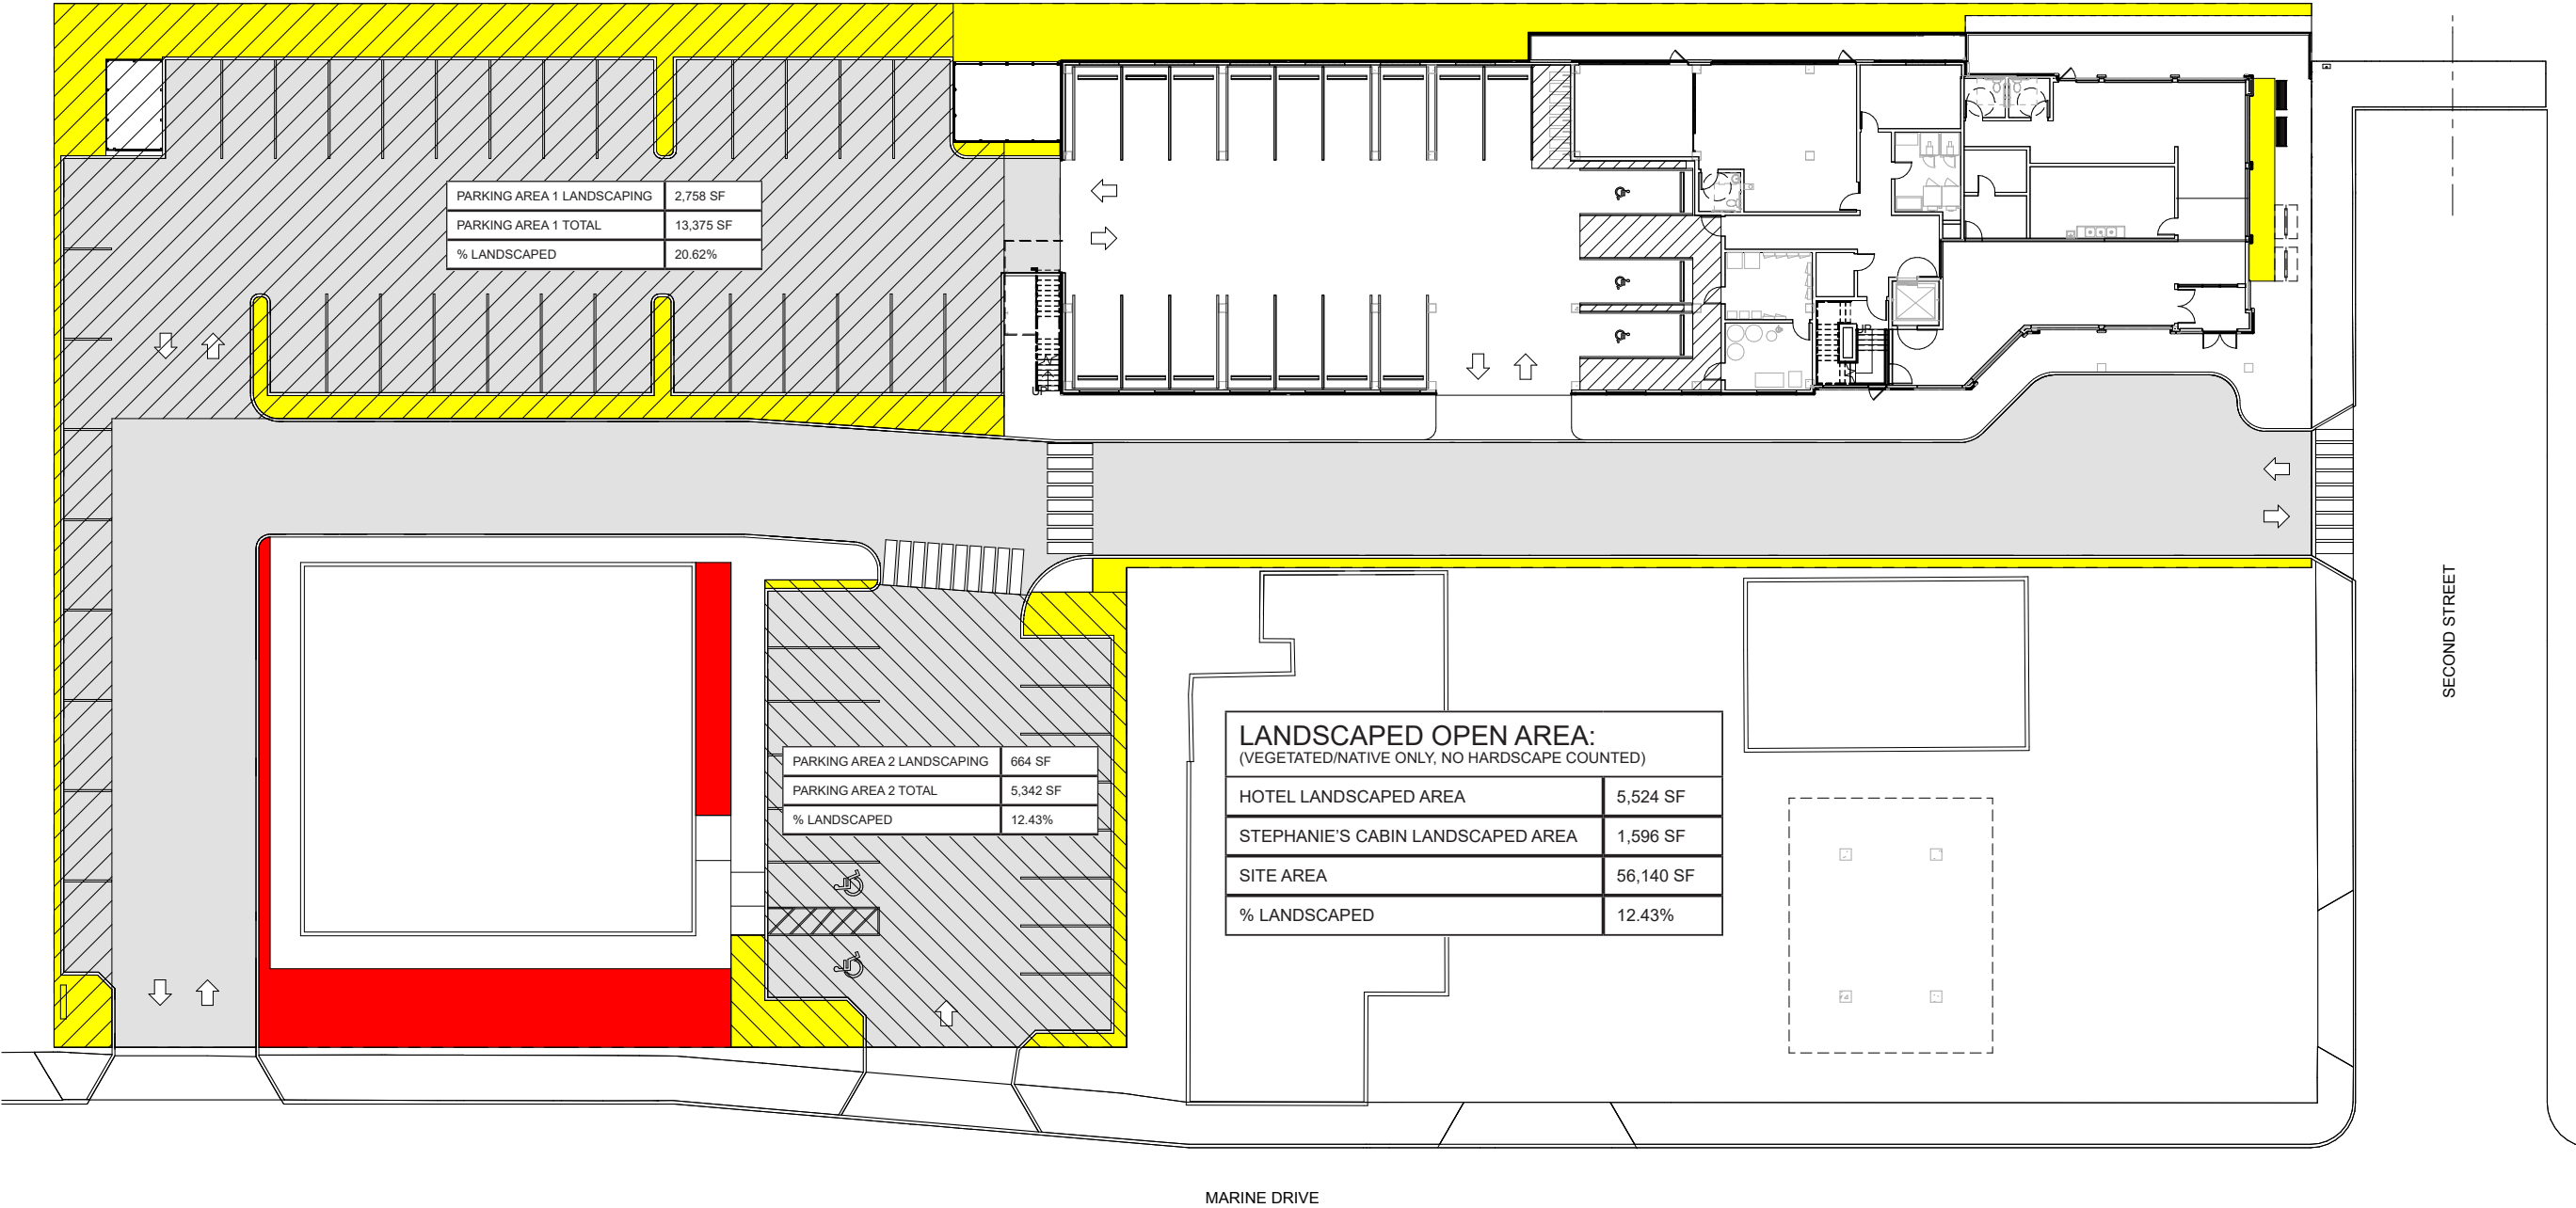 PARKING AREA 1 LANDSCAPING 2,758 SF
PARKING AREA 1 TOTAL 13,375 SF
% LANDSCAPED 20.62%
UP
UP
SECOND STREET
PARKING AREA 2 LANDSCAPING 664 SF
PARKING AREA 2 TOTAL 5,342 SF
% LANDSCAPED 12.43%
LANDSCAPED OPEN AREA:
(VEGETATED/NATIVE ONLY, NO HARDSCAPE COUNTED)
HOTEL LANDSCAPED AREA 5,524 SF
STEPHANIE'S CABIN LANDSCAPED AREA 1,596 SF
SITE AREA 56,140 SF
% LANDSCAPED 12.43%
MARINE DRIVE